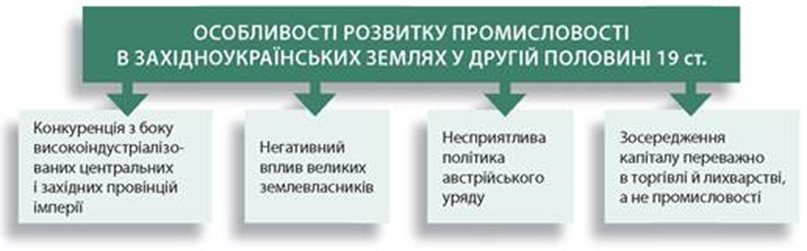 ОСОБЛИВОСТІ РОЗВИТКУ ПРОМИСЛОВОСТІ
В ЗАХІДНОУКРАЇНСЬКИХ ЗЕМЛЯХ У ДРУГІЙ ПОЛОВИНІ 19 ст.
Конкуренція з боку
високоіндустріалізо-
ваних центральних
і західних провінцій
імперії
Негативний
вплив великих
землевласників
Несприятлива
політика
австрійського
уряду
Зосередження
капіталу переважно
в торгівлі й лихварстві,
а не промисловості